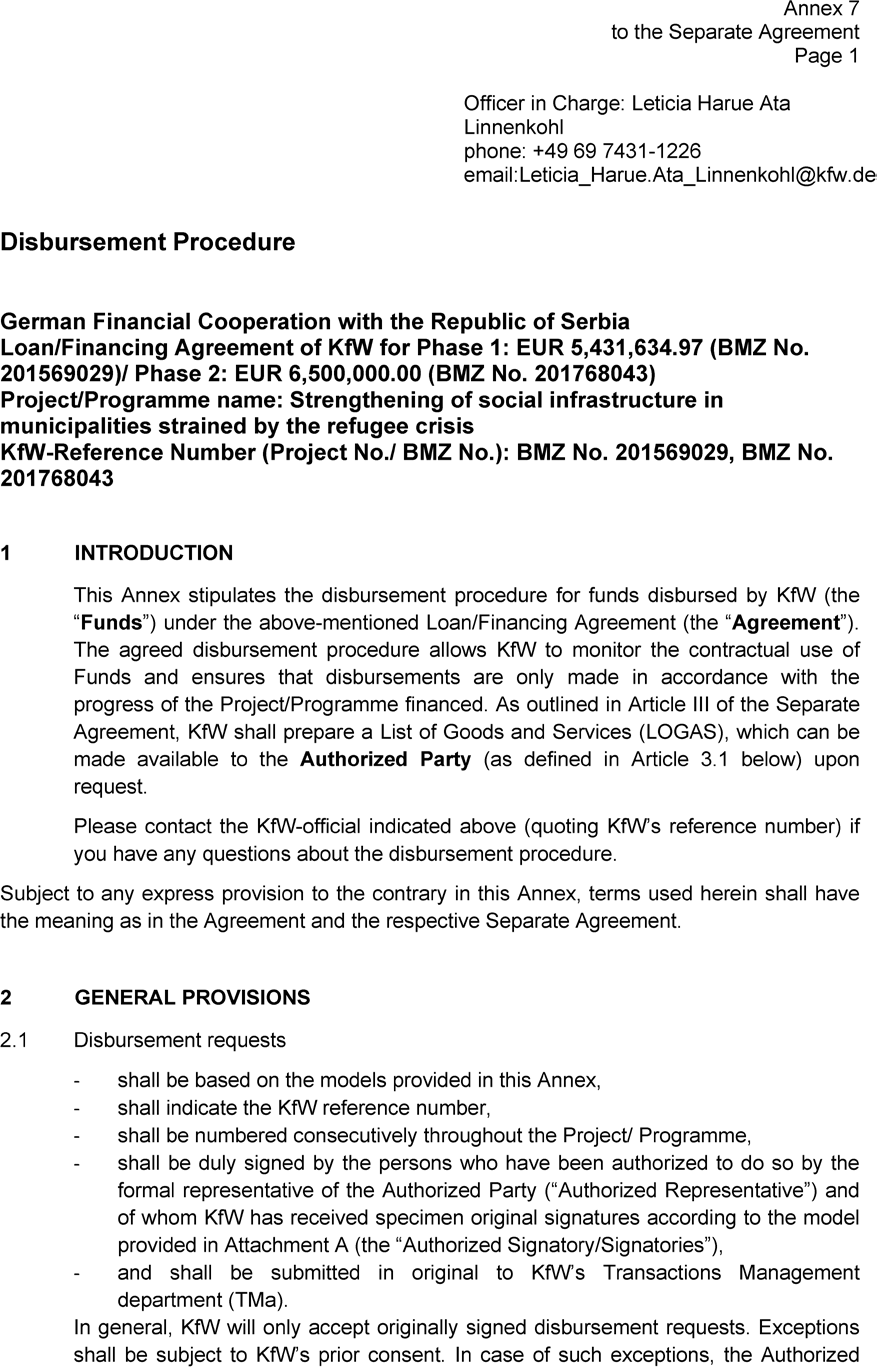 Annex 7
to the Separate Agreement
Page 1
Officer in Charge: Leticia Harue Ata
Linnenkohl
phone: +49 69 7431-1226
email:Leticia_Harue.Ata_Linnenkohl@kfw.de
Disbursement Procedure
German Financial Cooperation with the Republic of Serbia
Loan/Financing Agreement of KfW for Phase 1: EUR 5,431,634.97 (BMZ No.
201569029)/ Phase 2: EUR 6,500,000.00 (BMZ No. 201768043)
Project/Programme name: Strengthening of social infrastructure in
municipalities strained by the refugee crisis
KfW-Reference Number (Project No./ BMZ No.): BMZ No. 201569029, BMZ No.
201768043
1 INTRODUCTION
This Annex stipulates the disbursement procedure for funds disbursed by KfW (the
“Funds”) under the above-mentioned Loan/Financing Agreement (the “Agreement”).
The agreed disbursement procedure allows KfW to monitor the contractual use of
Funds and ensures that disbursements are only made in accordance with the
progress of the Project/Programme financed. As outlined in Article III of the Separate
Agreement, KfW shall prepare a List of Goods and Services (LOGAS), which can be
made available to the Authorized Party (as defined in Article 3.1 below) upon
request.
Please contact the KfW-official indicated above (quoting KfW’s reference number) if
you have any questions about the disbursement procedure.
Subject to any express provision to the contrary in this Annex, terms used herein shall have
the meaning as in the Agreement and the respective Separate Agreement.
2 GENERAL PROVISIONS
2.1 Disbursement requests
- shall be based on the models provided in this Annex,
- shall indicate the KfW reference number,
- shall be numbered consecutively throughout the Project/ Programme,
- shall be duly signed by the persons who have been authorized to do so by the
formal representative of the Authorized Party (“Authorized Representative”) and
of whom KfW has received specimen original signatures according to the model
provided in Attachment A (the “Authorized Signatory/Signatories”),
- and shall be submitted in original to KfW’s Transactions Management
department (TMa).
In general, KfW will only accept originally signed disbursement requests. Exceptions
shall be subject to KfW’s prior consent. In case of such exceptions, the Authorized